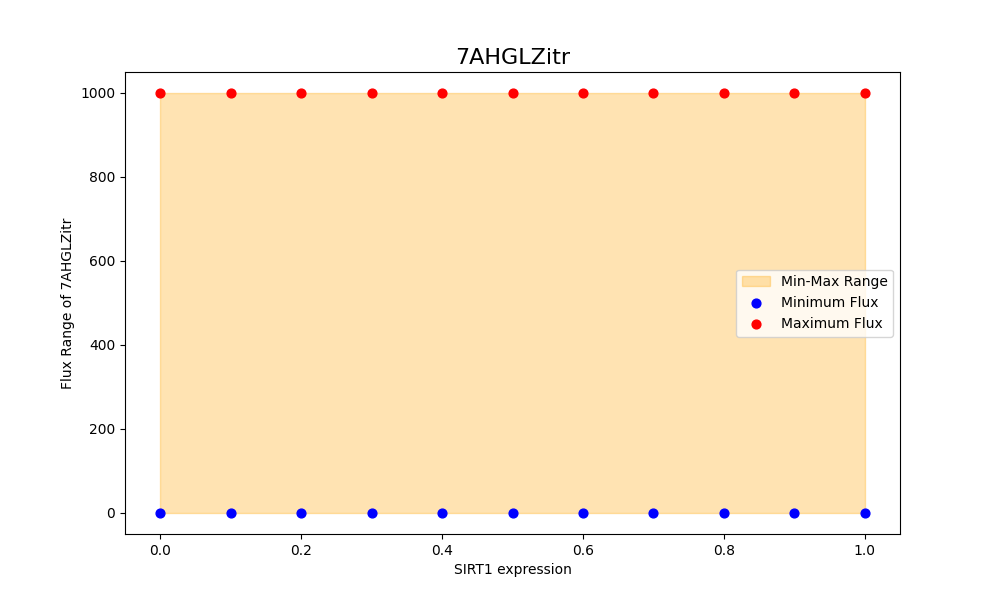 7AHGLZitr
Flux Range of 7AHGLZitr
1000
800
600
400
200
0
Min-Max Range
Minimum Flux
Maximum Flux
0.0 0.2 0.4 0.6 0.8 1.0
SIRT1 expression